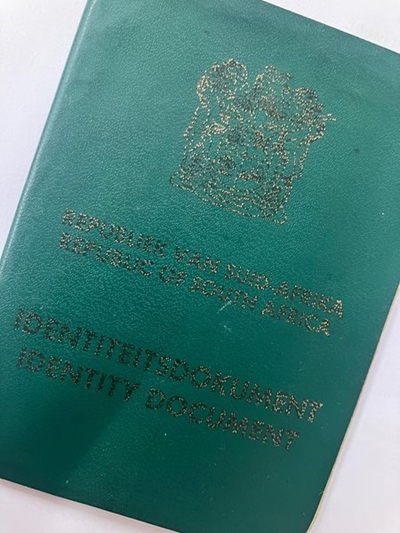 REPUBLIEK VAN SUID-AFRIKA
REPUBLIC OF SOUTH AFRICA
IDENTITEITSDOKUMENT
IDENTITY DOCUMENT